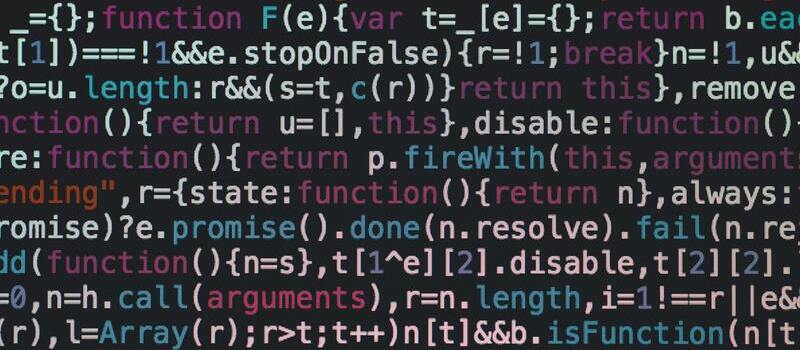 _={};function F(e){var t=_[e]={};return b.eac
t[1])===!1&&e.stopOnFalse){r=!1;break}n=!1,u&
?o=u.length:r&&(s=t,c(r))}return this},remove
nction(){return u=[],this},disable:function()
re:function(){return p.fireWith(this,argument
ending",r={state:function(){return n},always:
romise)?e.promise().done(n.resolve).fail(n.re
dd(function(){n=s},t[1^e][2].disable,t[2][2].
=0,n=h.call(arguments),r=n.length,i=1!==r||e&
(r),l=Array(r);r>t;t++)n[t]&&b.isFunction(n[t